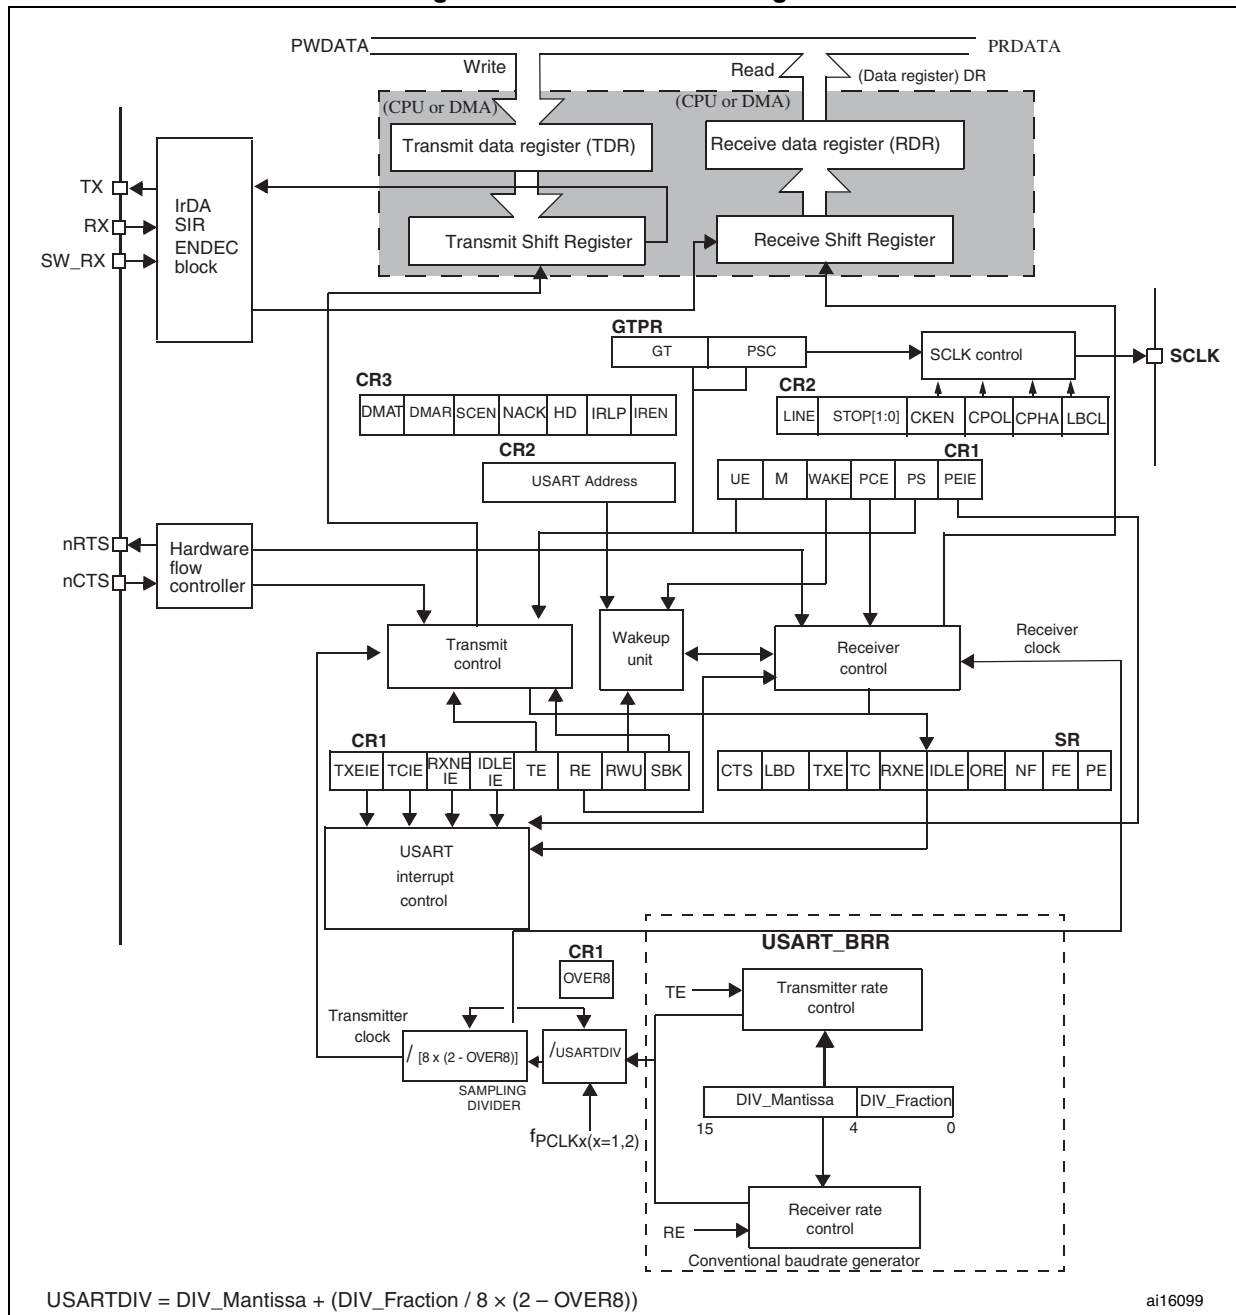 PWDATA
PRDATA
Write
Read
(Data register) DR
(CPU or DMA)
(CPU or DMA)
Transmit data register (TDR)
Receive data register (RDR)
TX
RX
SW_RX
IrDA
SIR
ENDEC
block
Transmit Shift Register
Receive Shift Register
GTPR
GT
PSC
SCLK control
SCLK
CR3
DMAT
DMAR
SCEN
NACK
HD
IRLP
IREN
CR2
LINE
STOP[1:0]
CKEN
CPOL
CPHA
LBCL
CR2
USART Address
CR1
UE
M
WAKE
PCE
PS
PEIE
nRTS
nCTS
Hardware
flow
controller
Transmit
control
Wakeup
unit
Receiver
control
Receiver
clock
CR1
TXEIE
TCIE
RXNE
IE
IDLE
IE
TE
RE
RWU
SBK
SR
CTS
LBD
TXE
TC
RXNE
IDLE
ORE
NF
FE
PE
USART
interrupt
control
USART_BRR
CR1
OVER8
TE
Transmitter rate
control
Transmitter
clock
/ [8 x (2 - OVER8)]
/USARTDIV
SAMPLING
DIVIDER
fPCLKx(x=1,2)
DIV_Mantissa
DIV_Fraction
15
4
0
RE
Receiver rate
control
Conventional baudrate generator
USARTDIV = DIV_Mantissa + (DIV_Fraction / 8 × (2 – OVER8))
ai16099